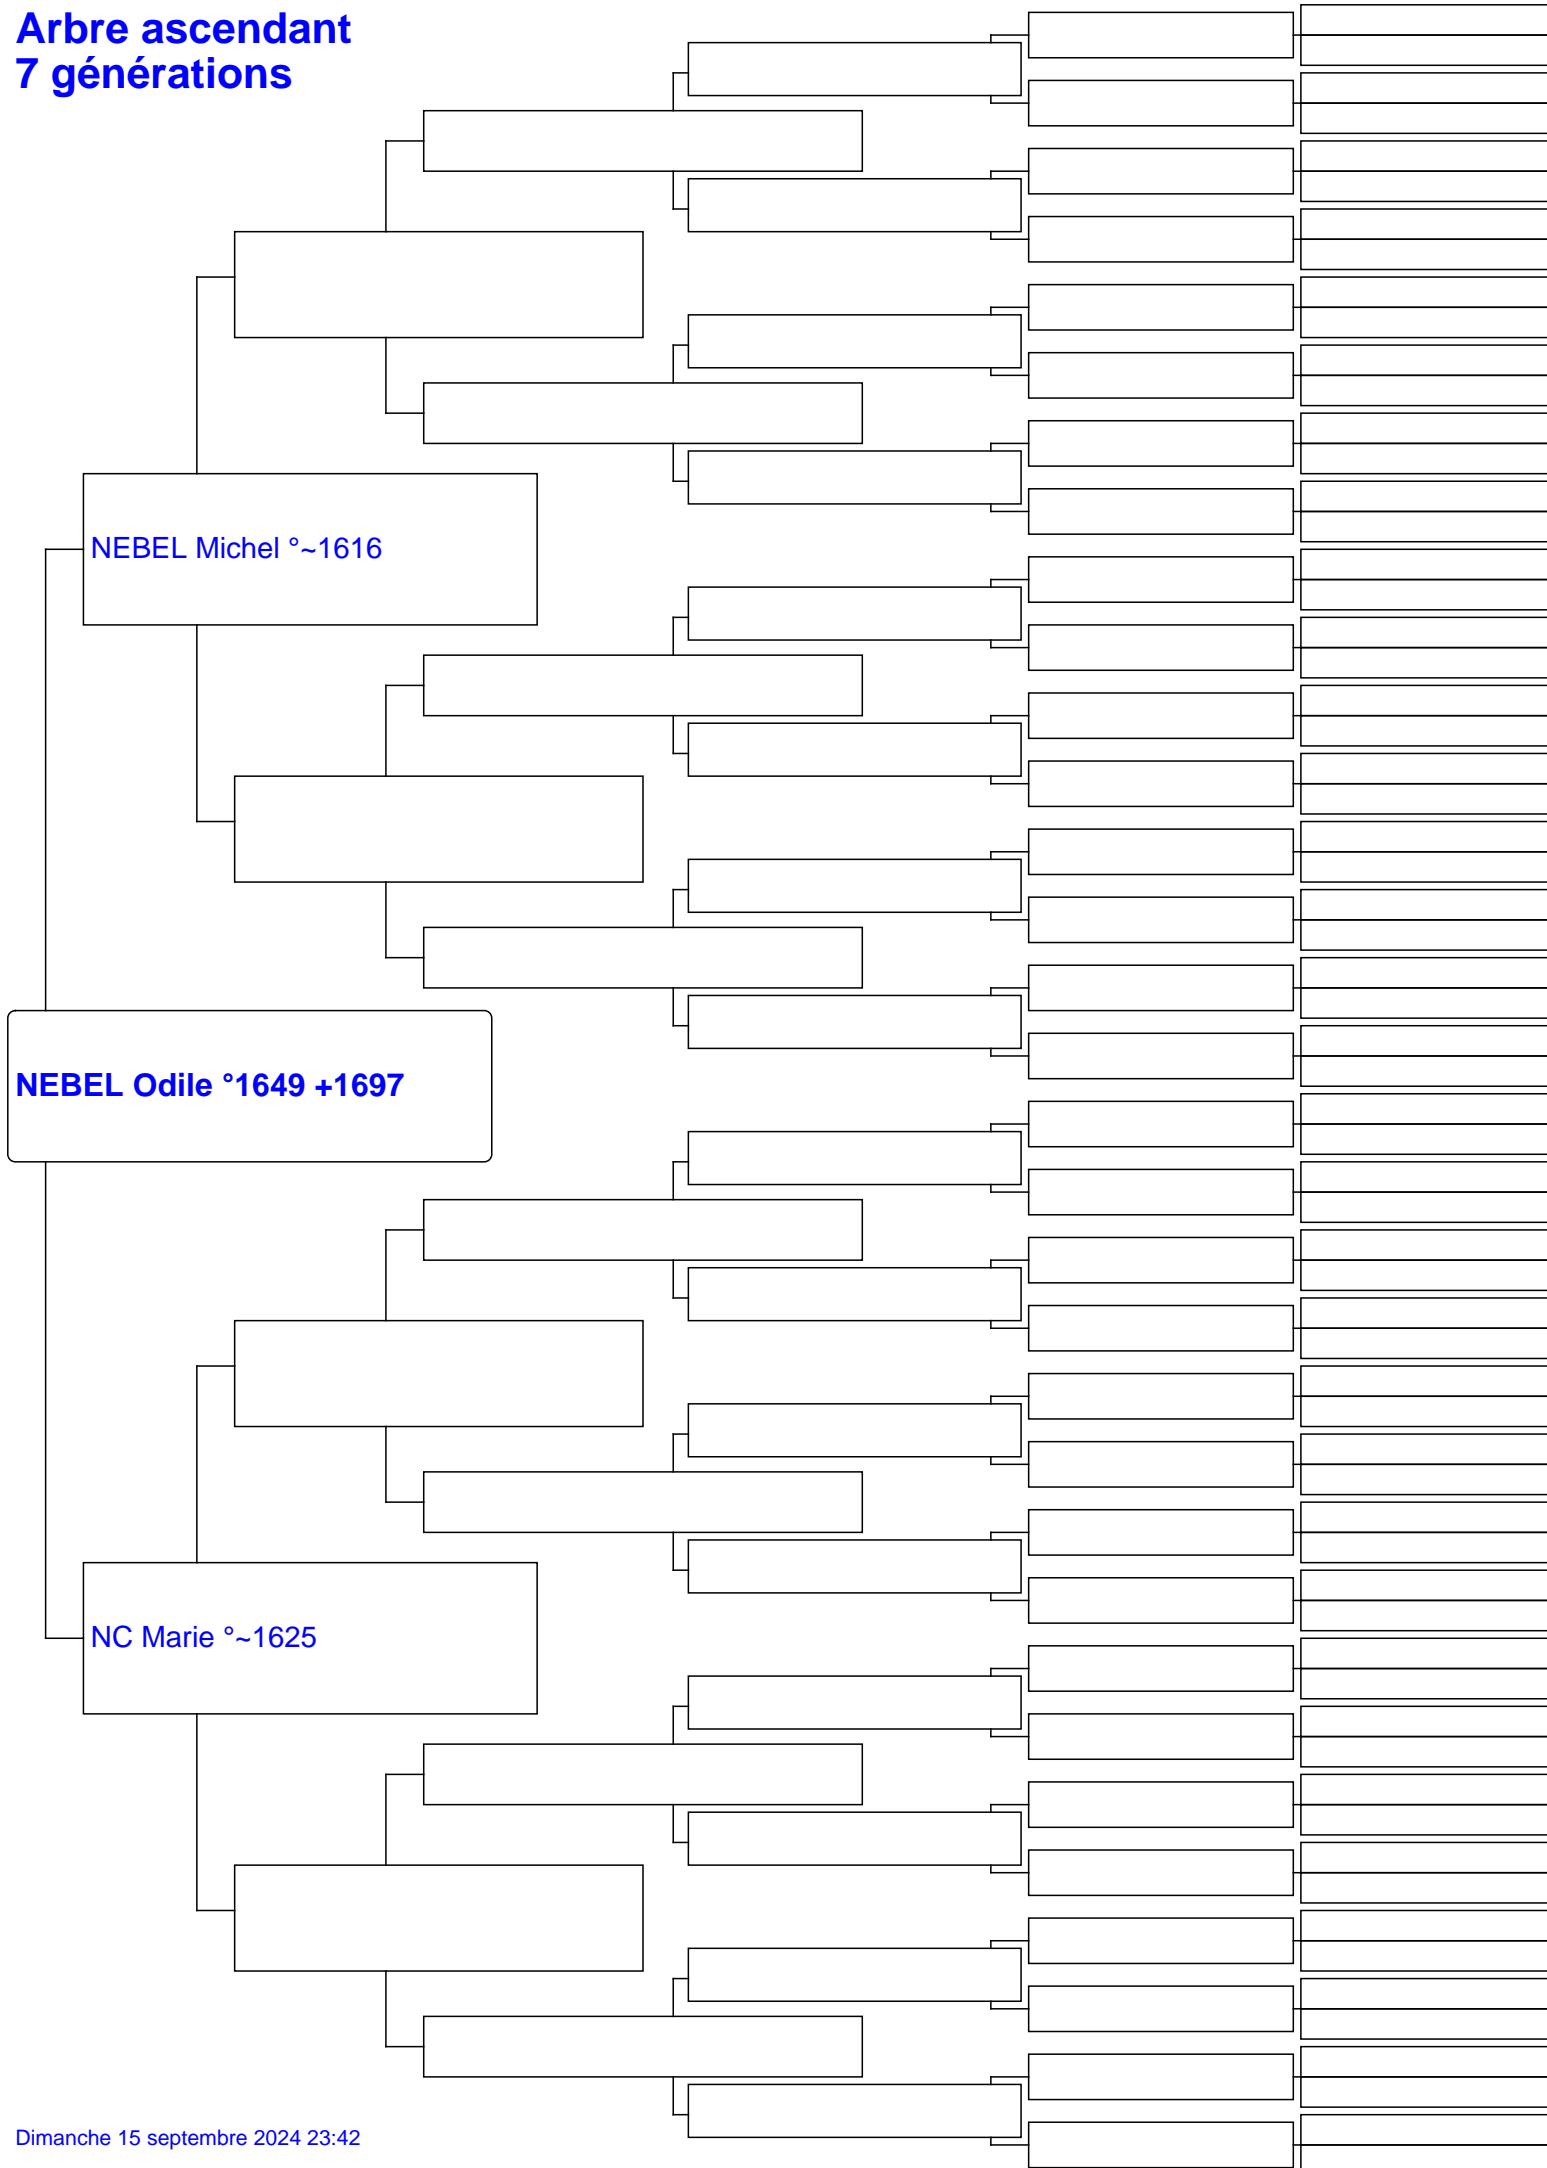 Arbre ascendant
7 générations
NEBEL Michel °~1616
NEBEL Odile °1649 +1697
NC Marie °~1625
Dimanche 15 septembre 2024 23:42